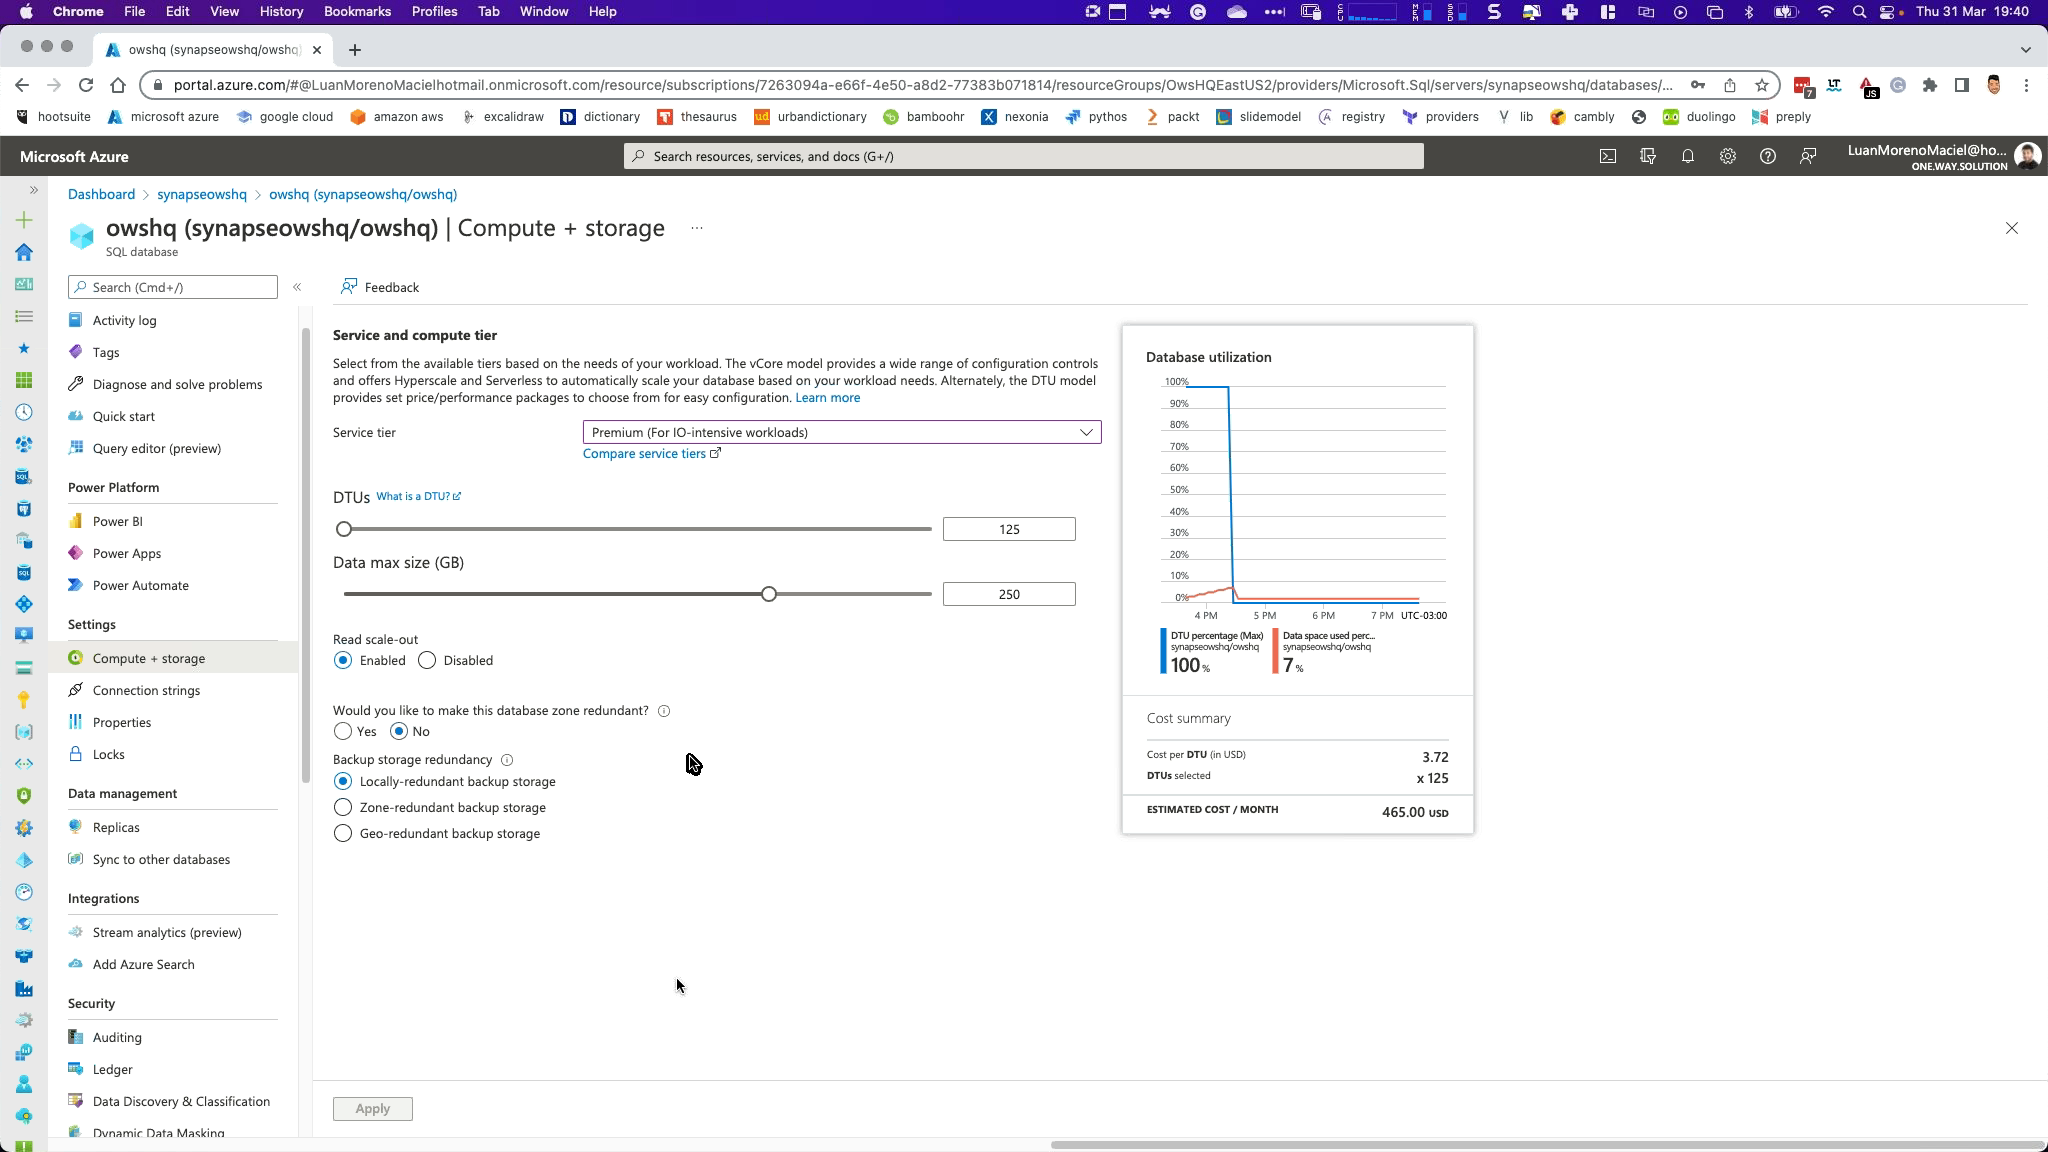 Chrome File Edit View History Bookmarks Profiles Tab Window Help
Thu 31 Mar 19:40
owshq (synapseowshq/owshq)
portal.azure.com/#@LuanMorenoMacielhotmail.onmicrosoft.com/resource/subscriptions/7263094a-e66f-4e50-a8d2-77383b071814/resourceGroups/OwsHQEastUS2/providers/Microsoft.Sql/servers/synapseowshq/databases/...
hootsuite microsoft azure google cloud amazon aws excalidraw dictionary thesaurus urbandictionary bamboohr nexonia pythos packt slidemodel registry providers lib cambly duolingo preply
Microsoft Azure
Search resources, services, and docs (G+/)
LuanMorenoMaciel@ho...
ONE.WAY.SOLUTION
Dashboard > synapseowshq > owshq (synapseowshq/owshq)
owshq (synapseowshq/owshq) | Compute + storage ...
SQL database
Search (Cmd+/)
Activity log
Tags
Diagnose and solve problems
Quick start
Query editor (preview)
Power Platform
Power BI
Power Apps
Power Automate
Settings
Compute + storage
Connection strings
Properties
Locks
Data management
Replicas
Sync to other databases
Integrations
Stream analytics (preview)
Add Azure Search
Security
Auditing
Ledger
Data Discovery & Classification
Dynamic Data Masking
Feedback
Service and compute tier
Select from the available tiers based on the needs of your workload. The vCore model provides a wide range of configuration controls
and offers Hyperscale and Serverless to automatically scale your database based on your workload needs. Alternately, the DTU model
provides set price/performance packages to choose from for easy configuration. Learn more
Service tier
Premium (For IO-intensive workloads)
Compare service tiers
DTUs What is a DTU?
125
Data max size (GB)
250
Read scale-out
Enabled Disabled
Would you like to make this database zone redundant?
Yes No
Backup storage redundancy
Locally-redundant backup storage
Zone-redundant backup storage
Geo-redundant backup storage
Apply
Database utilization
100%
90%
80%
70%
60%
50%
40%
30%
20%
10%
0%
4 PM 5 PM 6 PM 7 PM UTC-03:00
DTU percentage (Max)
synapseowshq/owshq
100 %
Data space used perc...
synapseowshq/owshq
7 %
Cost summary
Cost per DTU (in USD) 3.72
DTUs selected x 125
ESTIMATED COST / MONTH 465.00 USD